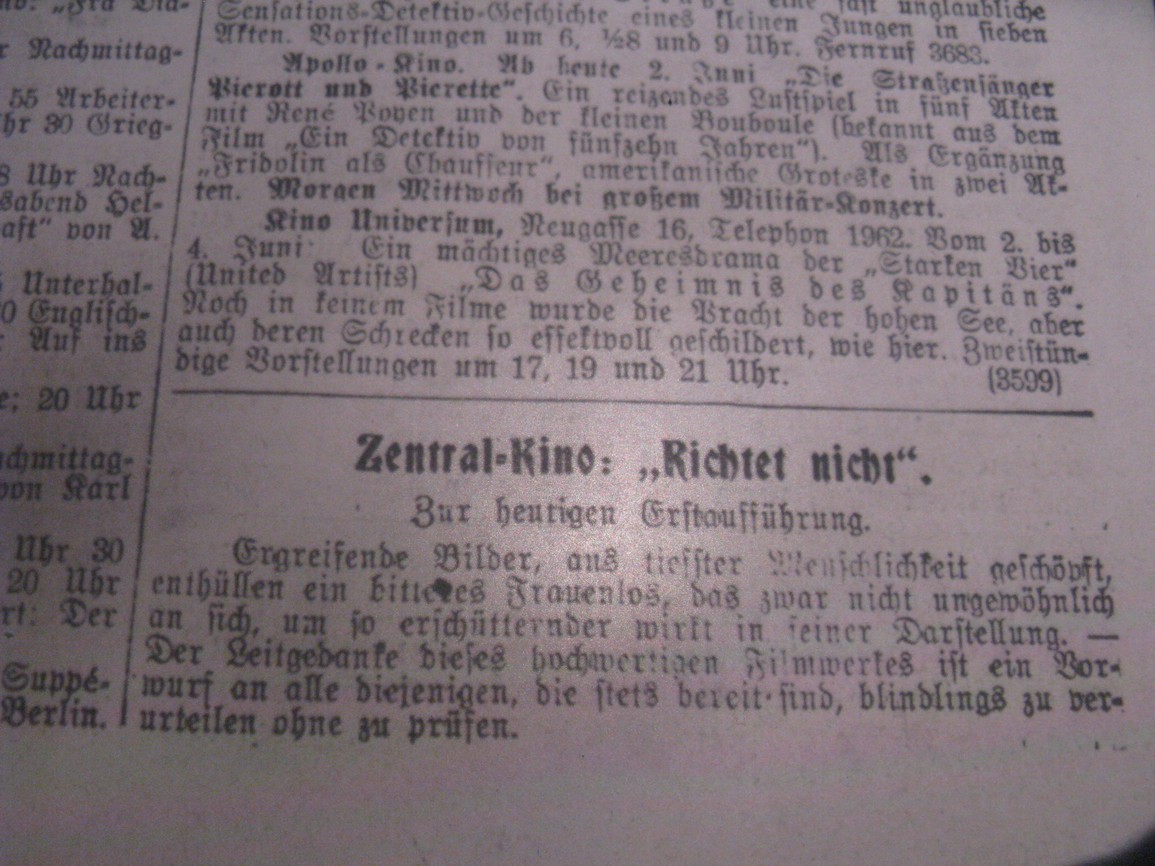 r Nachmittag-
55 Arbeiter-
hr 30 Grieg-
8 Uhr Nach-
sabend Hel-
aft" von A.
Unterhal-
0 Englisch-
: Auf ins
e; 20 Uhr
achmittag-
von Karl
Uhr 30
20 Uhr
rt: Der
Suppé-
Berlin.
eine fast unglaubliche
Sensations-Detektiv-Geschichte eines kleinen Jungen in sieben
Akten. Vorstellungen um 6, ½8 und 9 Uhr. Fernruf 3683.
Apollo-Kino. Ab heute 2. Juni „Die Straßensänger
Pierott und Pierette“. Ein reizendes Lustspiel in fünf Akten
mit René Poyen und der kleinen Bouboule (bekannt aus dem
Film „Ein Detektiv von fünfzehn Jahren“). Als Ergänzung
„Fridolin als Chauffeur“, amerikanische Groteske in zwei Ak-
ten. Morgen Mittwoch bei großem Militär-Konzert.
Kino Universum, Neugasse 16, Telephon 1962. Vom 2. bis
4. Juni Ein mächtiges Meeresdrama der „Starken Vier“
(United Artists) „Das Geheimnis des Kapitäns“.
Noch in keinem Filme wurde die Pracht der hohen See, aber
auch deren Schrecken so effektvoll geschildert, wie hier. Zweistün-
dige Vorstellungen um 17, 19 und 21 Uhr. (3599)
Zentral-Kino: „Richtet nicht“.
Zur heutigen Erstaufführung.
Ergreifende Bilder, aus tiefster Menschlichkeit geschöpft,
enthüllen ein bitteres Frauenlos, das zwar nicht ungewöhnlich
an sich, um so erschütternder wirkt in seiner Darstellung. —
Der Leitgedanke dieses hochwertigen Filmwerkes ist ein Vor-
wurf an alle diejenigen, die stets bereit sind, blindlings zu ver-
urteilen ohne zu prüfen.